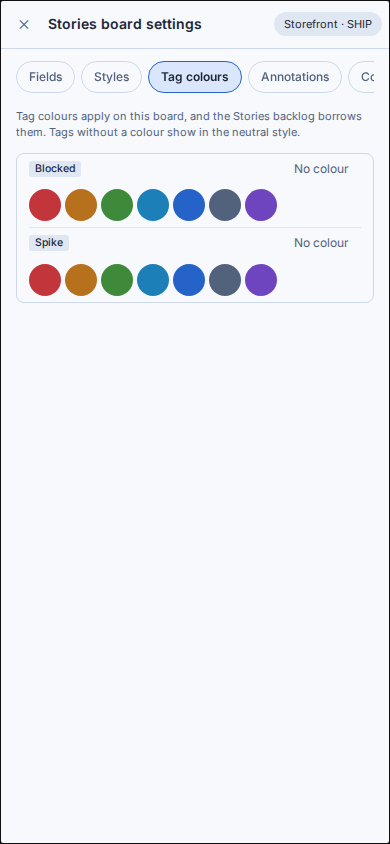 Stories board settings
Storefront · SHIP
Fields
Styles
Tag colours
Annotations
Tag colours apply on this board, and the Stories backlog borrows
them. Tags without a colour show in the neutral style.
Blocked
No colour
Spike
No colour